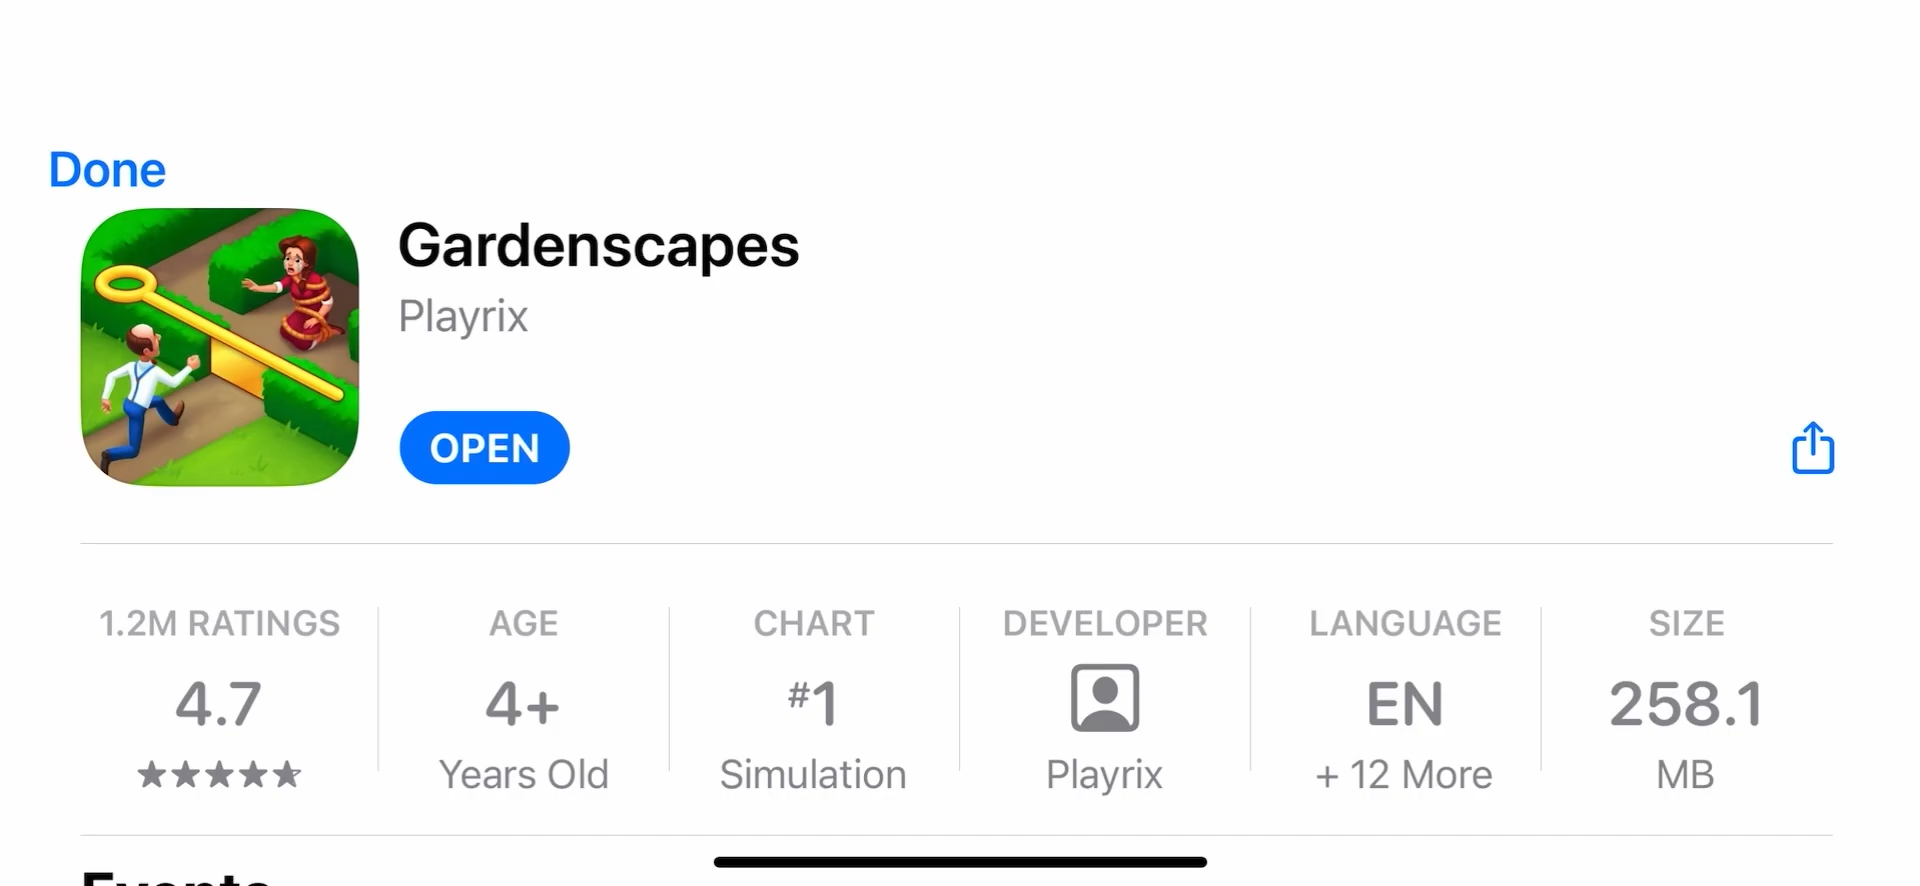 Done
Gardenscapes
Playrix
OPEN
1.2M RATINGS
4.7
AGE
4+
Years Old
CHART
#1
Simulation
DEVELOPER
Playrix
LANGUAGE
EN
+ 12 More
SIZE
258.1
MB
Events